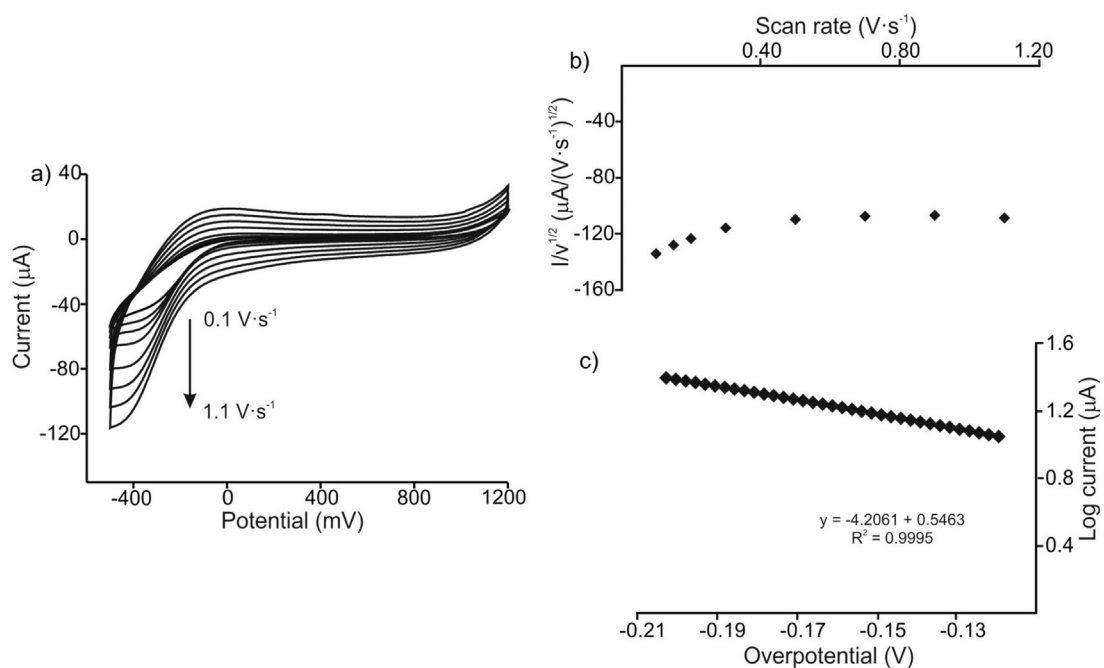 a)
40
0
-40
-80
-120
Current (μA)
-400
0
400
800
1200
Potential (mV)
0.1 V·s⁻¹
1.1 V·s⁻¹
b)
Scan rate (V·s⁻¹)
0.40
0.80
1.20
-40
-80
-120
-160
I/v^1/2 (μA/(V·s⁻¹)^1/2)
c)
1.6
1.2
0.8
0.4
Log current (μA)
y = -4.2061 + 0.5463
R² = 0.9995
-0.21
-0.19
-0.17
-0.15
-0.13
Overpotential (V)